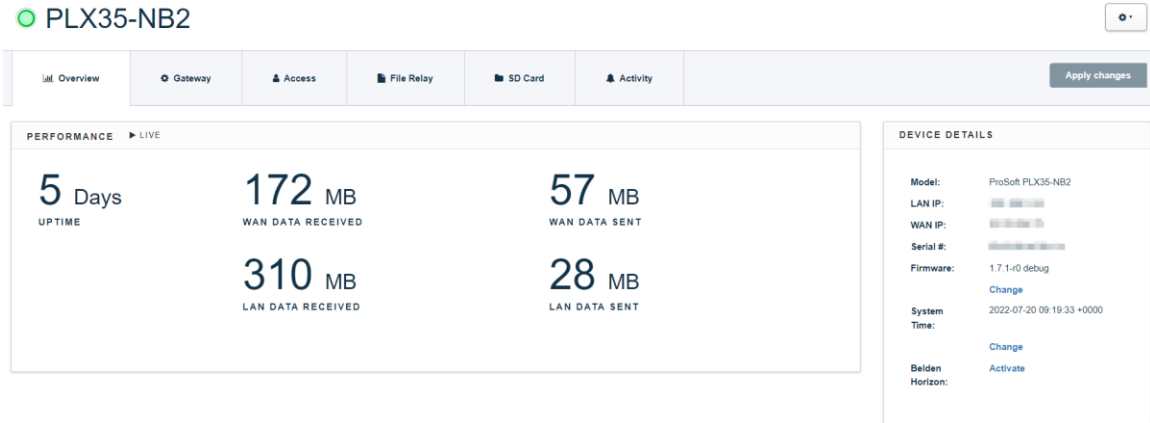 PLX35-NB2
Overview
Gateway
Access
File Relay
SD Card
Activity
Apply changes
PERFORMANCE LIVE
5 Days
UPTIME
172 MB
WAN DATA RECEIVED
57 MB
WAN DATA SENT
310 MB
LAN DATA RECEIVED
28 MB
LAN DATA SENT
DEVICE DETAILS
Model: ProSoft PLX35-NB2
LAN IP:
WAN IP:
Serial #:
Firmware: 1.7.1-r0 debug
Change
System Time: 2022-07-20 09:19:33 +0000
Change
Belden Horizon: Activate